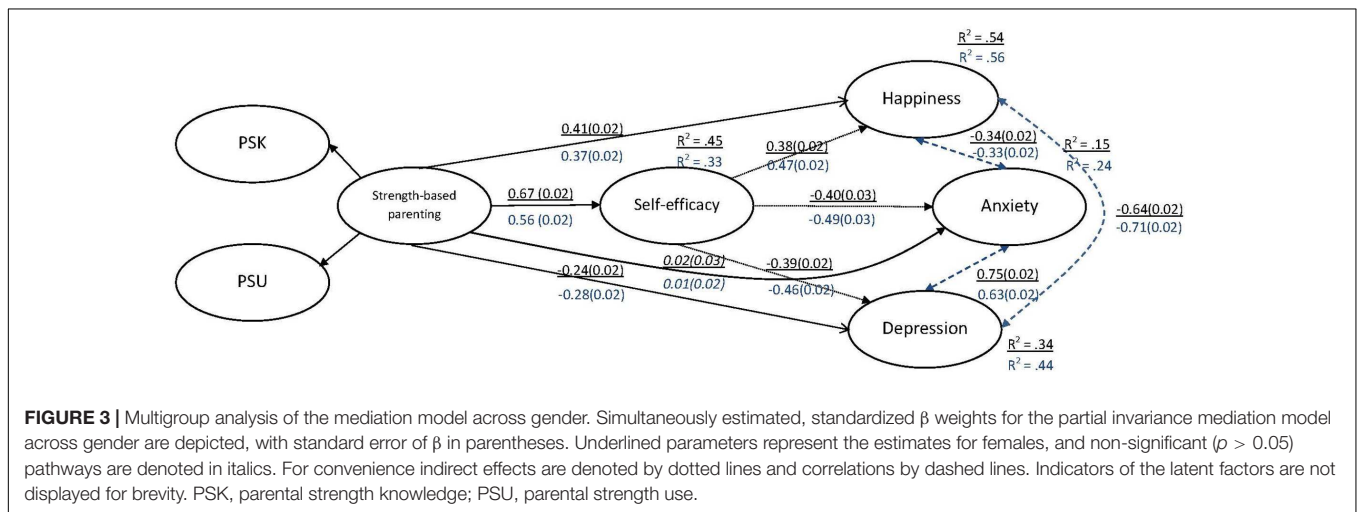 R² = .54
R² = .56
Happiness
PSK
0.41(0.02)
0.37(0.02)
R² = .45
R² = .33
0.38(0.02)
0.47(0.02)
-0.34(0.02)
-0.33(0.02)
R² = .15
R² = .24
Strength-based
parenting
0.67 (0.02)
0.56 (0.02)
Self-efficacy
-0.40(0.03)
-0.49(0.03)
Anxiety
-0.64(0.02)
-0.71(0.02)
PSU
-0.24(0.02)
-0.28(0.02)
0.02(0.03)
0.01(0.02)
-0.39(0.02)
-0.46(0.02)
0.75(0.02)
0.63(0.02)
Depression
R² = .34
R² = .44
FIGURE 3 | Multigroup analysis of the mediation model across gender. Simultaneously estimated, standardized β weights for the partial invariance mediation model
across gender are depicted, with standard error of β in parentheses. Underlined parameters represent the estimates for females, and non-significant (p > 0.05)
pathways are denoted in italics. For convenience indirect effects are denoted by dotted lines and correlations by dashed lines. Indicators of the latent factors are not
displayed for brevity. PSK, parental strength knowledge; PSU, parental strength use.